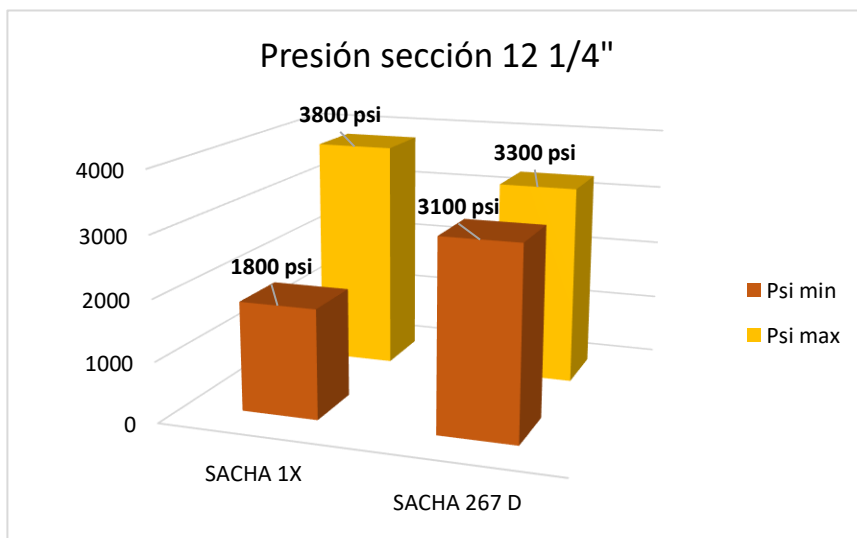 Presión sección 12 1/4"
3800 psi
3300 psi
3100 psi
1800 psi
4000
3000
2000
1000
0
SACHA 1X
SACHA 267 D
Psi min
Psi max